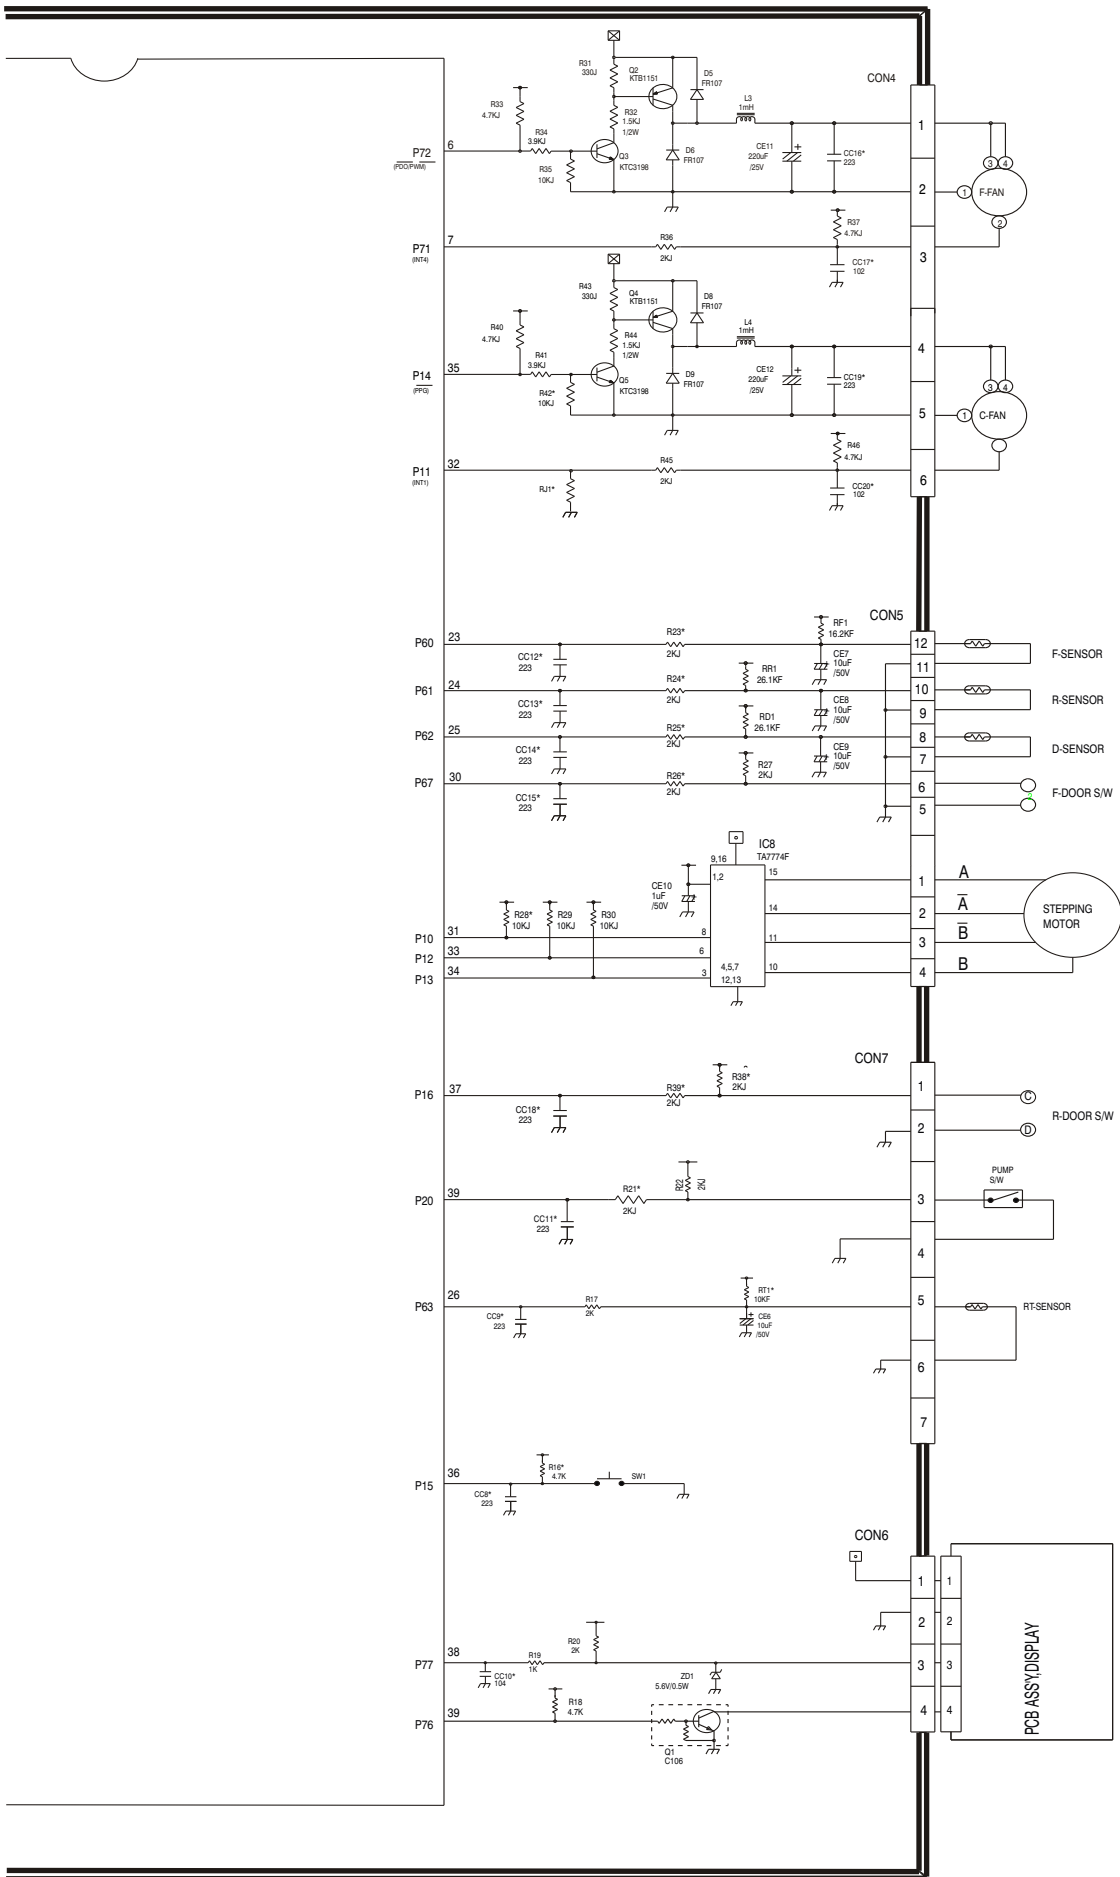 R31
330J
Q2
KTB1151
D5
FR107
CON4
R33
4.7KJ
L3
1mH
R32
1.5KJ
1/2W
1
R34
3.9KJ
P72
(PDO/PWM)
6
Q3
KTC3198
D6
FR107
CE11
220uF
/25V
CC16*
223
3
4
R35
10KJ
2
1
F-FAN
2
R37
4.7KJ
P71
(INT4)
7
R36
2KJ
3
CC17*
102
R43
330J
Q4
KTB1151
D8
FR107
R40
4.7KJ
L4
1mH
R44
1.5KJ
1/2W
4
R41
3.9KJ
P14
(PPG)
35
Q5
KTC3198
D9
FR107
CE12
220uF
/25V
CC19*
223
3
4
R42*
10KJ
5
1
C-FAN
R46
4.7KJ
P11
(INT1)
32
R45
2KJ
6
RJ1*
CC20*
102
CON5
RF1
16.2KF
P60
23
R23*
2KJ
12
F-SENSOR
CC12*
223
CE7
10uF
/50V
11
RR1
26.1KF
P61
24
R24*
2KJ
10
R-SENSOR
CC13*
223
CE8
10uF
/50V
9
RD1
26.1KF
P62
25
R25*
2KJ
8
D-SENSOR
CC14*
223
CE9
10uF
/50V
7
R27
2KJ
P67
30
R26*
2KJ
6
2
F-DOOR S/W
CC15*
223
5
IC8
TA7774F
9,16
1,2
15
1
A
CE10
1uF
/50V
14
2
A
STEPPING
MOTOR
R28*
10KJ
R29
10KJ
R30
10KJ
P10
31
8
11
3
B
P12
33
6
P13
34
3
4,5,7
12,13
10
4
B
CON7
R38*
2KJ
P16
37
R39*
2KJ
1
C
CC18*
223
R-DOOR S/W
2
D
PUMP
S/W
R22
2KJ
P20
39
R21*
2KJ
3
CC11*
223
4
RT1*
10KF
P63
26
R17
2K
5
RT-SENSOR
CC9*
223
CE6
10uF
/50V
6
7
P15
36
R16*
4.7K
SW1
CC8*
223
CON6
1
1
2
2
PCB ASS'Y,DISPLAY
R20
2K
P77
38
R19
1K
3
3
CC10*
104
ZD1
5.6V/0.5W
R18
4.7K
P76
39
4
4
Q1
C106